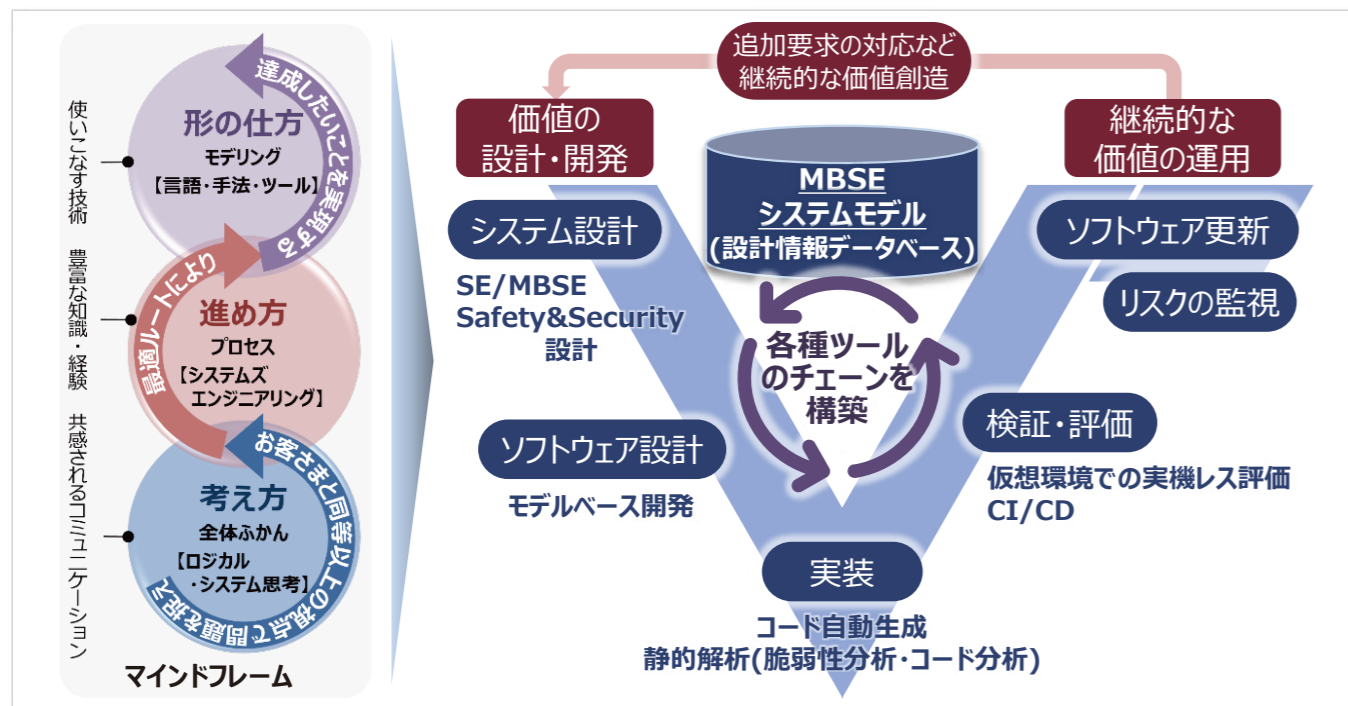 使いこなす技術
豊富な知識・経験
共感されるコミュニケーション
達成したいことを実現する
形の仕方
モデリング
【言語・手法・ツール】
最適ルートにより
進め方
プロセス
【システムズ
エンジニアリング】
お客さまと同等以上の視点で問題を捉え
考え方
全体ふかん
【ロジカル
・システム思考】
マインドフレーム
追加要求の対応など
継続的な価値創造
価値の
設計・開発
継続的な
価値の運用
MBSE
システムモデル
(設計情報データベース)
システム設計
SE/MBSE
Safety&Security
設計
ソフトウェア更新
リスクの監視
各種ツール
のチェーンを
構築
ソフトウェア設計
モデルベース開発
検証・評価
仮想環境での実機レス評価
CI/CD
実装
コード自動生成
静的解析(脆弱性分析・コード分析)